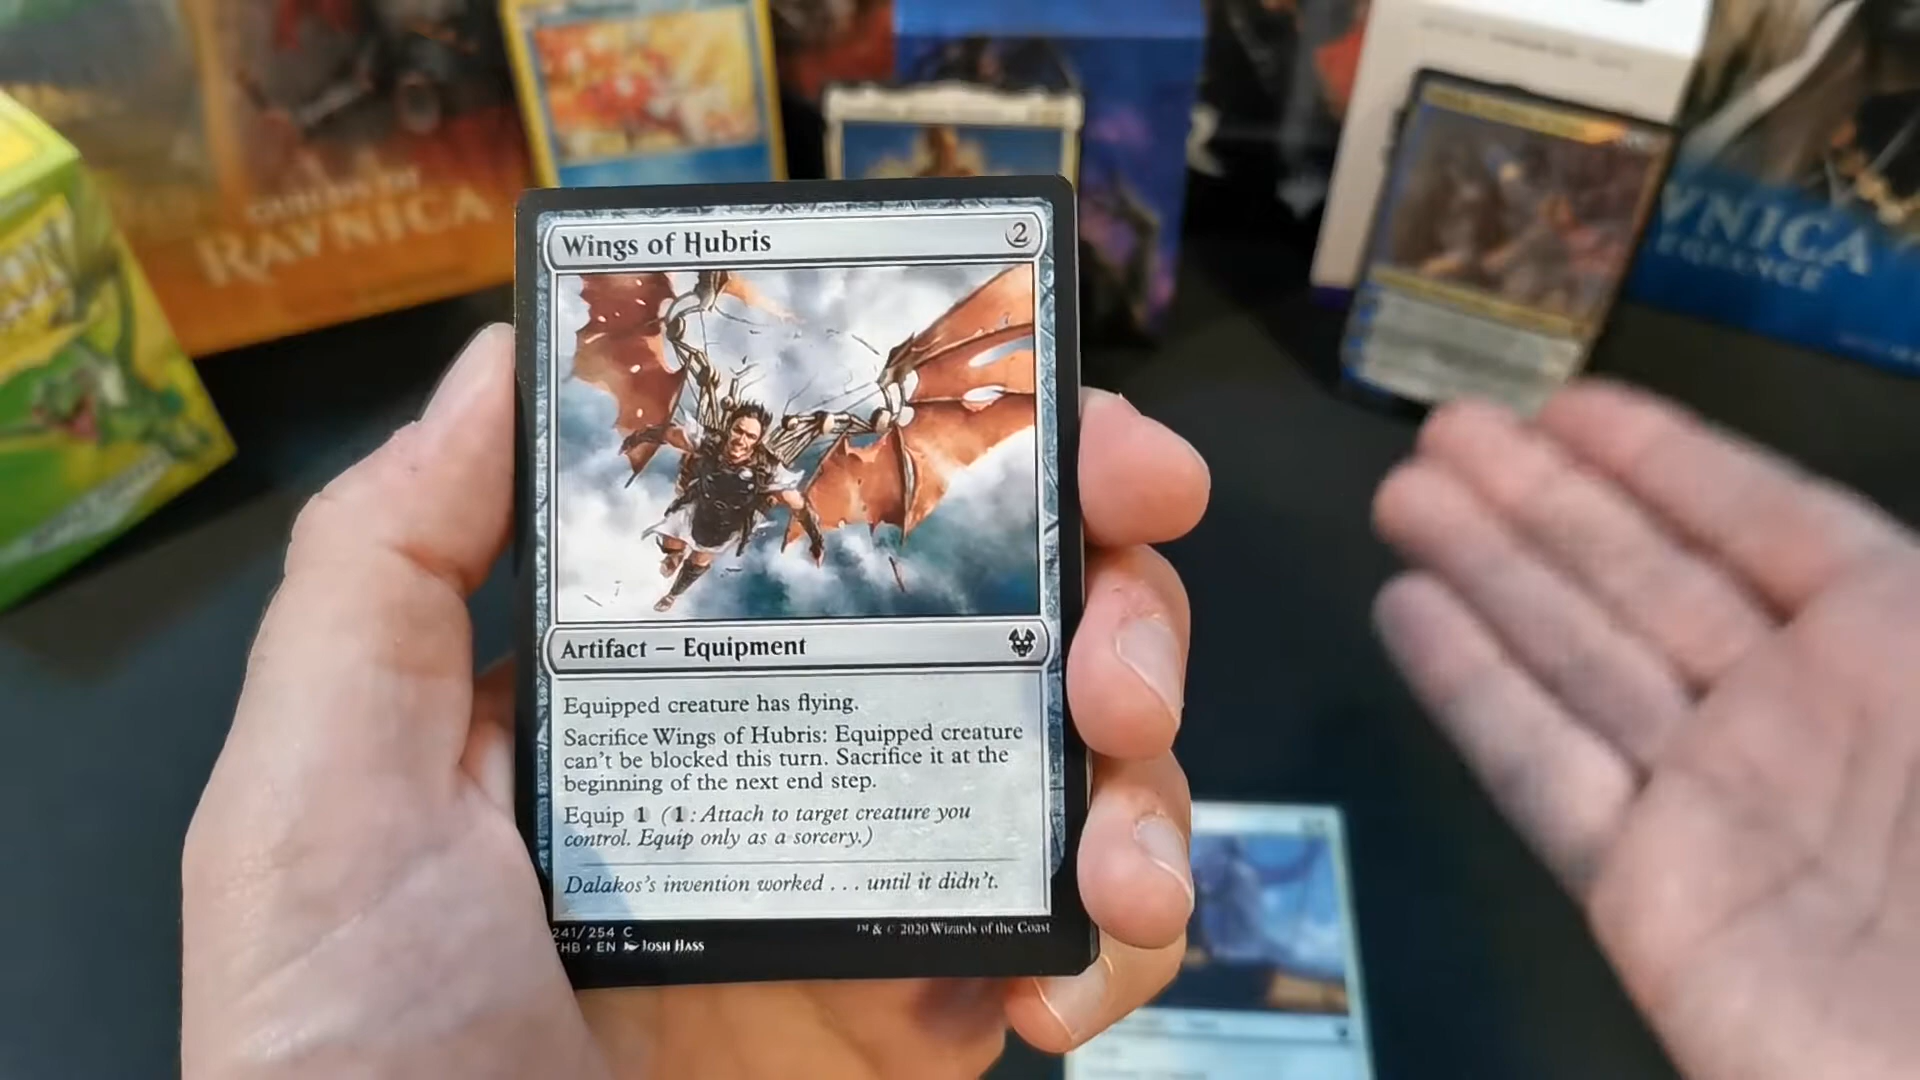 RAVNICA
VNICA
Wings of Hubris 2
Artifact — Equipment
Equipped creature has flying.
Sacrifice Wings of Hubris: Equipped creature
can't be blocked this turn. Sacrifice it at the
beginning of the next end step.
Equip 1 (1: Attach to target creature you
control. Equip only as a sorcery.)
Dalakos's invention worked . . . until it didn't.
241/254 C
HB • EN Josh Hass
™ & © 2020 Wizards of the Coast